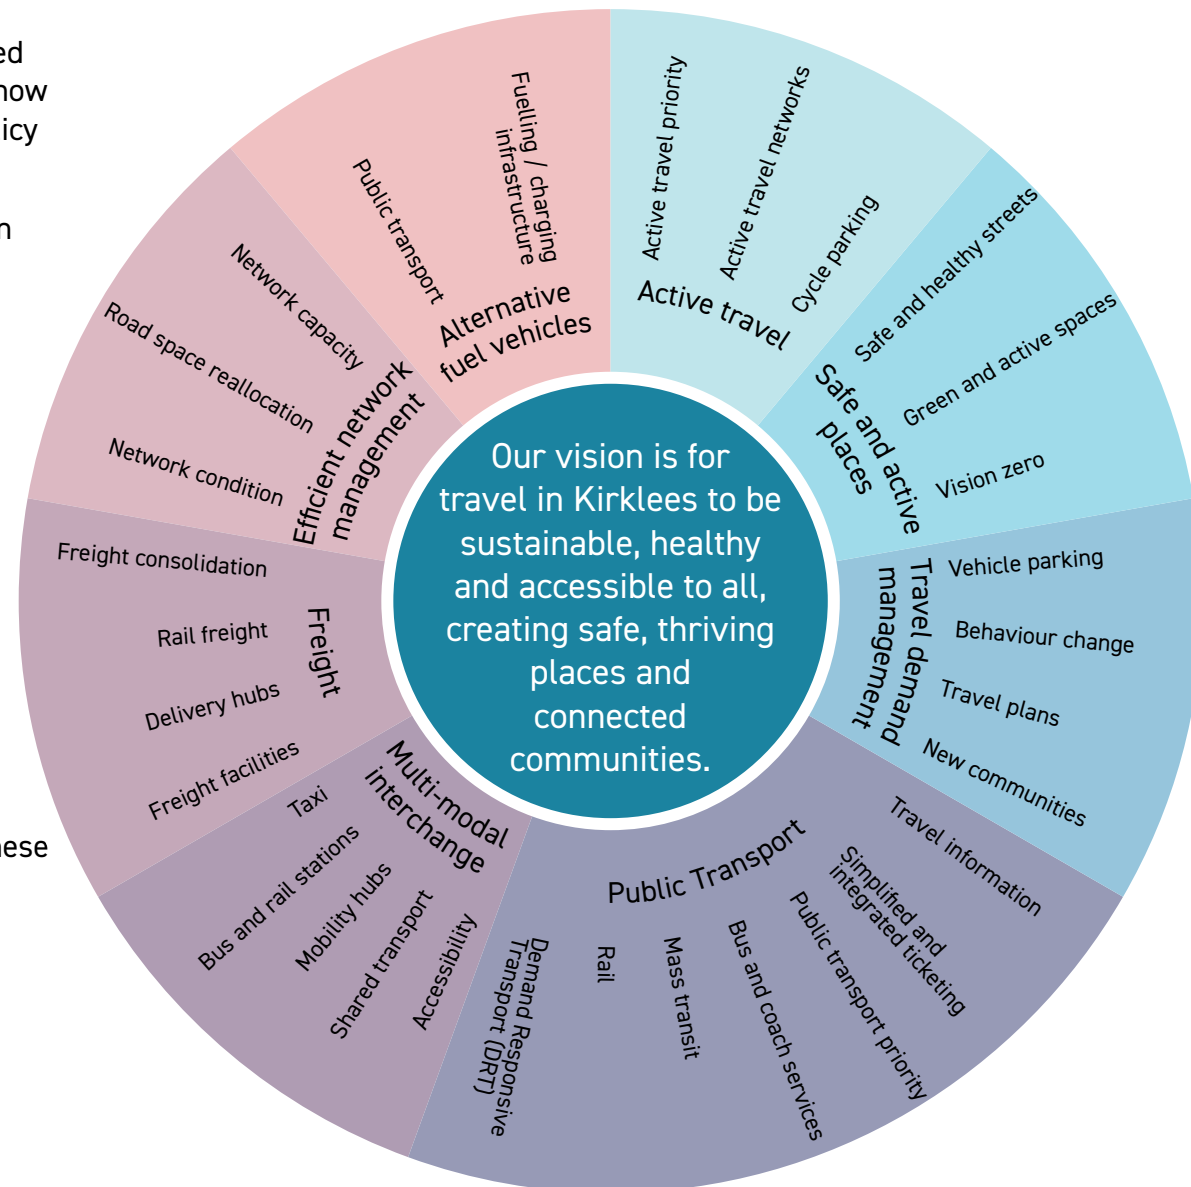 ed
now
icy
n
nese
Our vision is for
travel in Kirklees to be
sustainable, healthy
and accessible to all,
creating safe, thriving
places and
connected
communities.
Active travel
Active travel priority
Active travel networks
Cycle parking
Safe and active
places
Safe and healthy streets
Green and active spaces
Vision zero
Travel demand
management
Vehicle parking
Behaviour change
Travel plans
New communities
Public Transport
Travel information
Simplified and
integrated ticketing
Public transport priority
Bus and coach services
Mass transit
Rail
Demand Responsive
Transport (DRT)
Multi-modal
interchange
Accessibility
Shared transport
Mobility hubs
Bus and rail stations
Taxi
Freight
Freight facilities
Delivery hubs
Rail freight
Freight consolidation
Efficient network
management
Network condition
Road space reallocation
Network capacity
Alternative
fuel vehicles
Public transport
Fuelling / charging
infrastructure